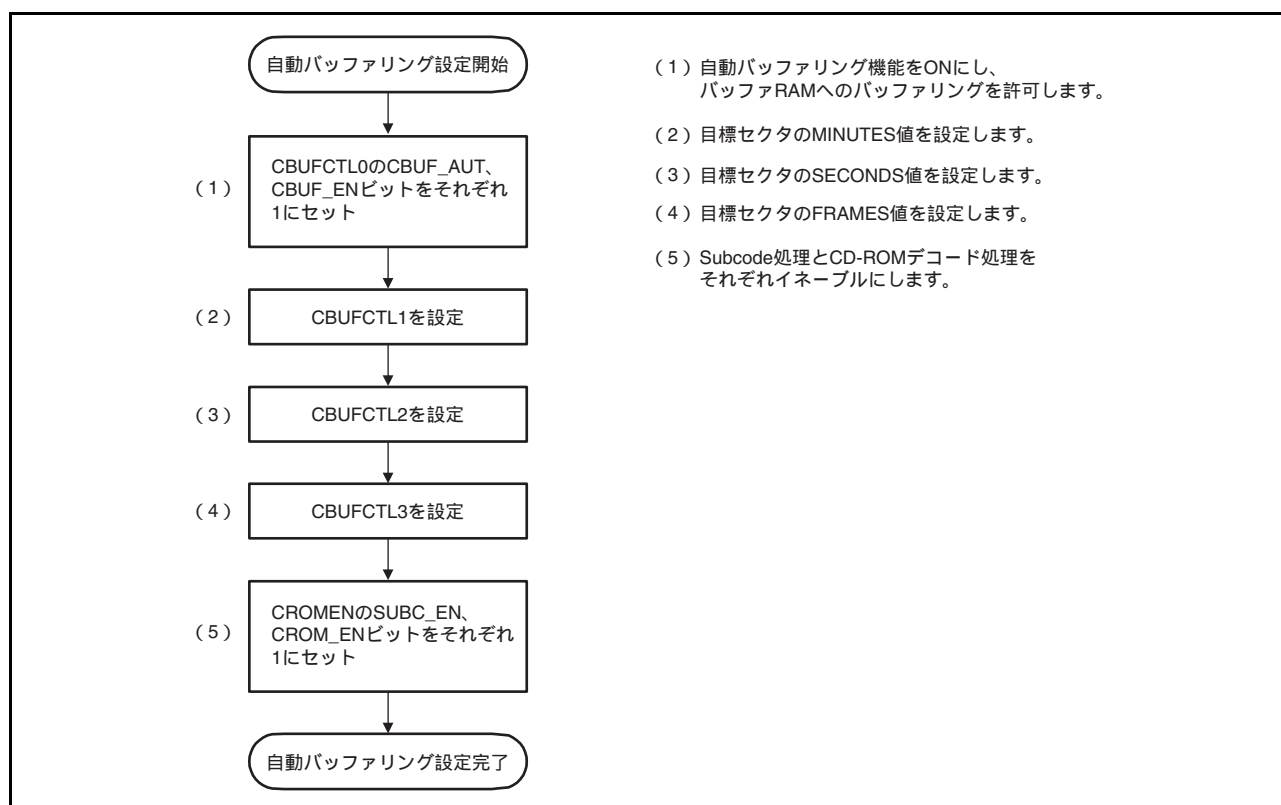 自動バッファリング設定開始
(1)
CBUFCTL0のCBUF_AUT、
CBUF_ENビットをそれぞれ
1にセット
(2)
CBUFCTL1を設定
(3)
CBUFCTL2を設定
(4)
CBUFCTL3を設定
(5)
CROMENのSUBC_EN、
CROM_ENビットをそれぞれ
1にセット
自動バッファリング設定完了
(1)自動バッファリング機能をONにし、
バッファRAMへのバッファリングを許可します。
(2)目標セクタのMINUTES値を設定します。
(3)目標セクタのSECONDS値を設定します。
(4)目標セクタのFRAMES値を設定します。
(5)Subcode処理とCD-ROMデコード処理を
それぞれイネーブルにします。